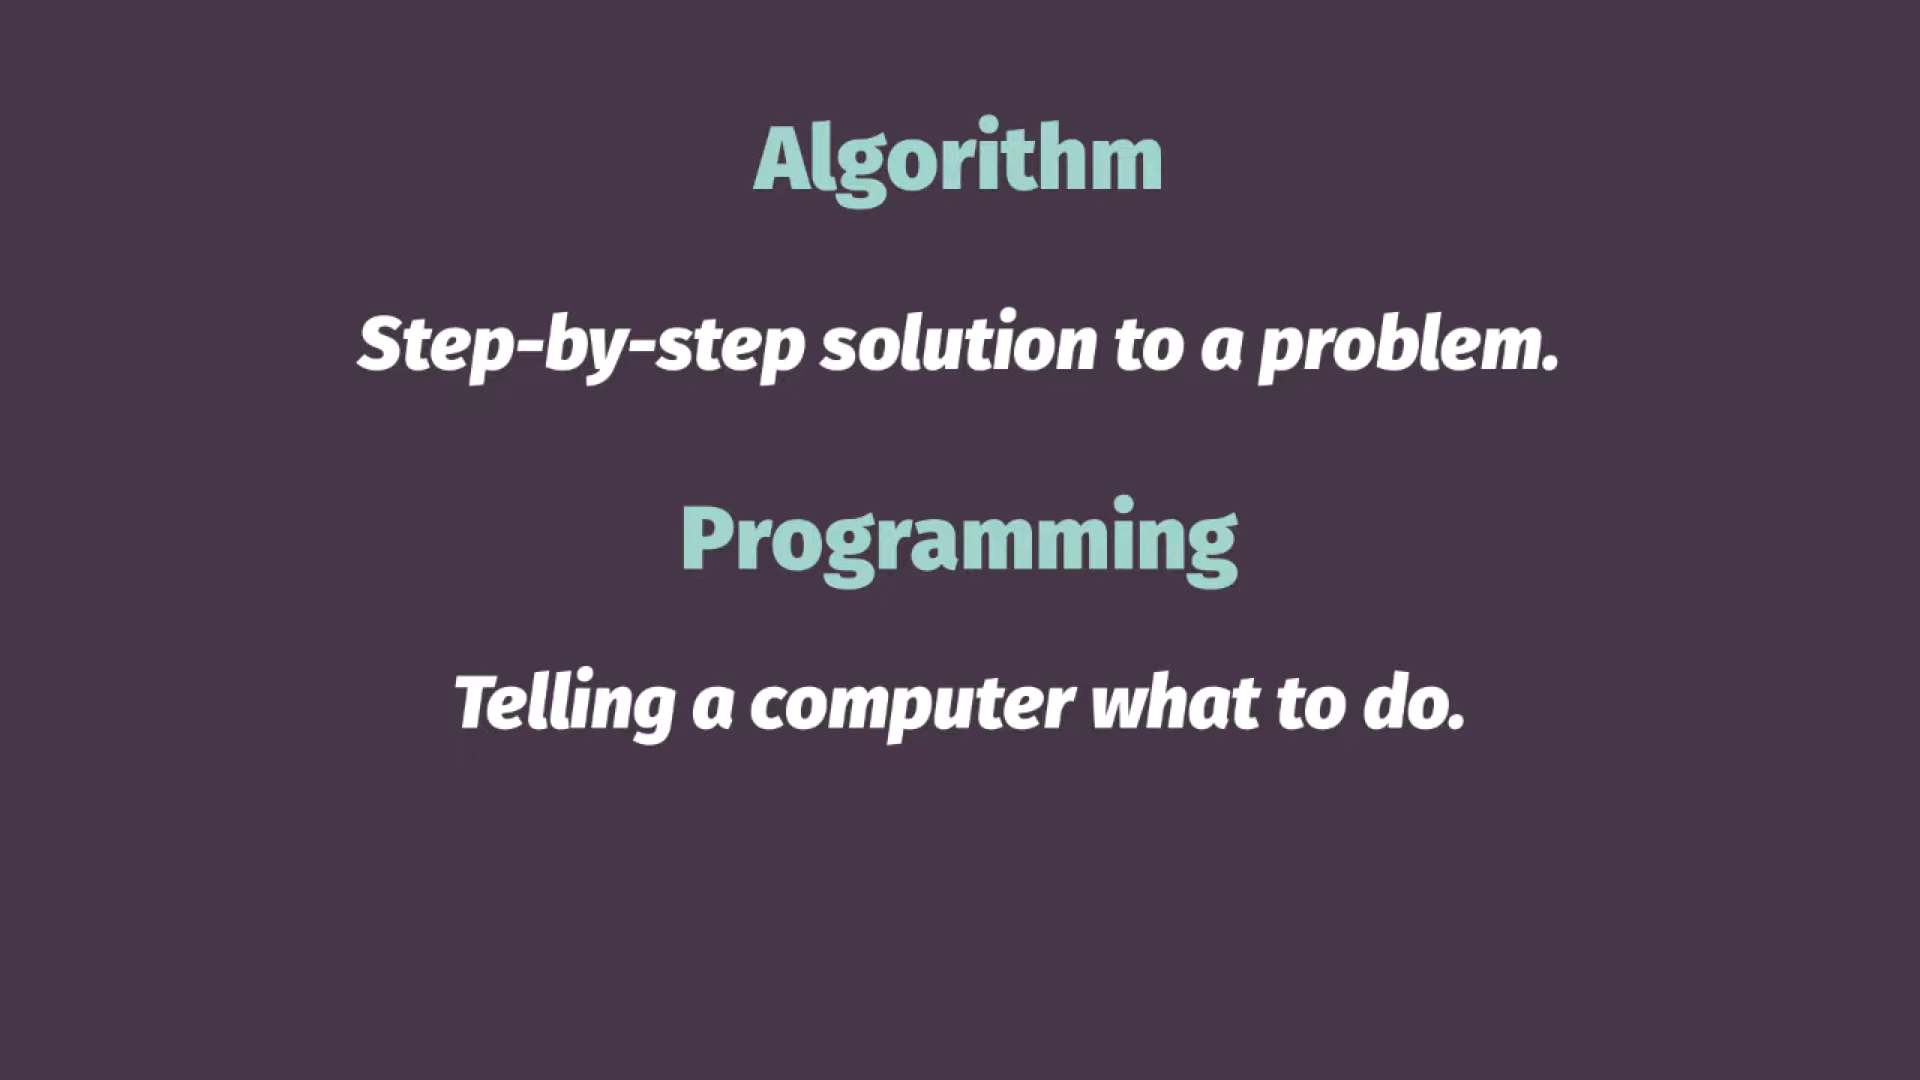 Algorithm
Step-by-step solution to a problem.
Programming
Telling a computer what to do.